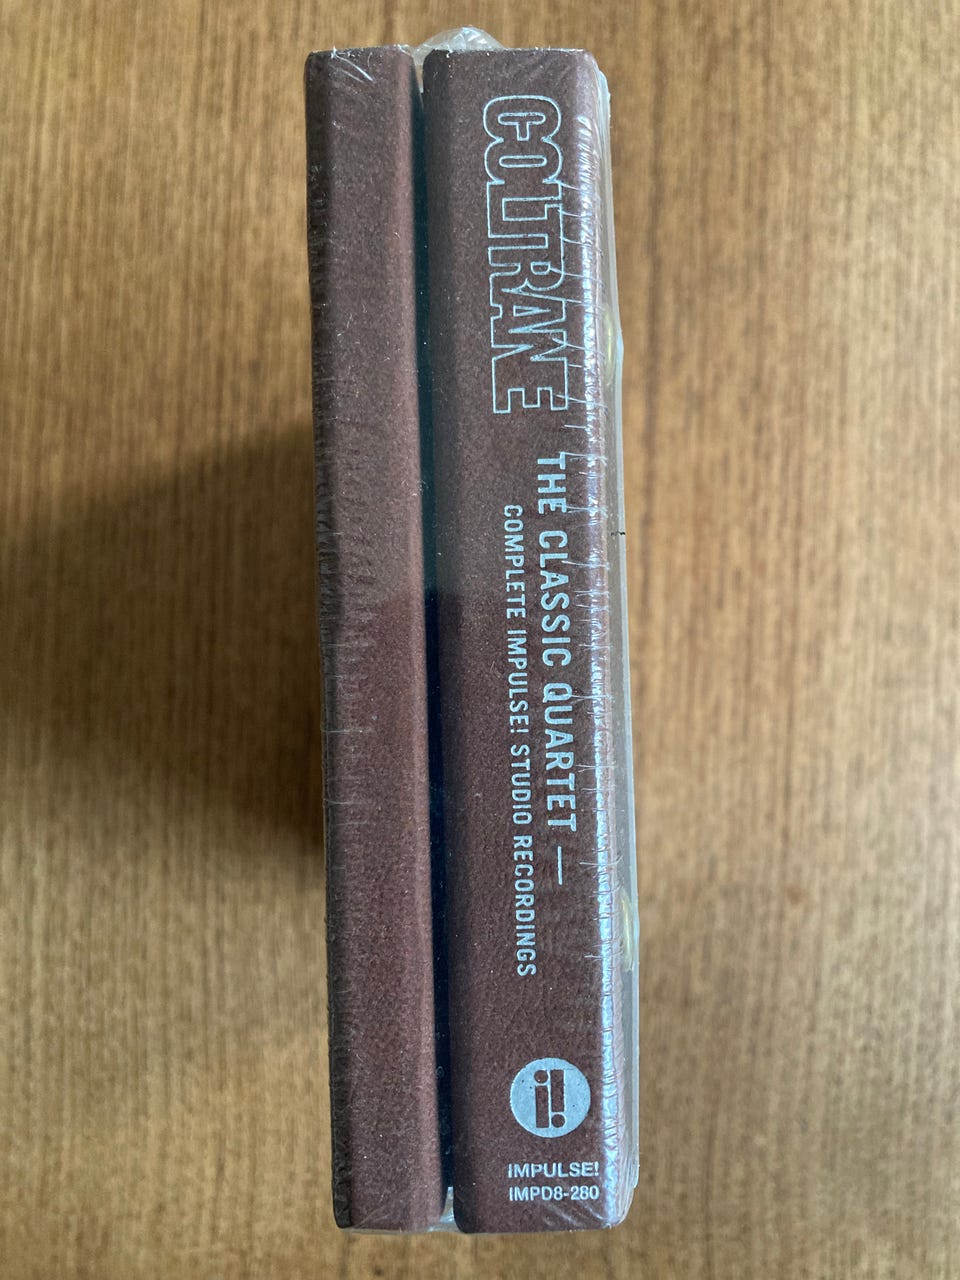 COLTRANE
THE CLASSIC QUARTET —
COMPLETE IMPULSE! STUDIO RECORDINGS
i!
IMPULSE!
IMPD8-280